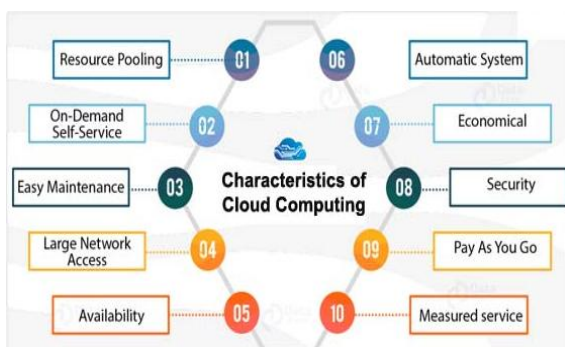 Resource Pooling
01
06
Automatic System
On-Demand
Self-Service
02
07
Economical
Easy Maintenance
03
Characteristics of
Cloud Computing
08
Security
Large Network
Access
04
09
Pay As You Go
Availability
05
10
Measured service